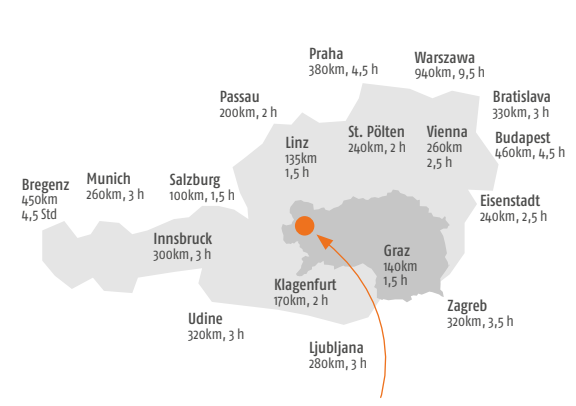 Praha
380km, 4,5 h
Warszawa
940km, 9,5 h
Passau
200km, 2 h
Bratislava
330km, 3 h
Linz
135km
1,5 h
St. Pölten
240km, 2 h
Vienna
260km
2,5 h
Budapest
460km, 4,5 h
Bregenz
450km
4,5 Std
Munich
260km, 3 h
Salzburg
100km, 1,5 h
Eisenstadt
240km, 2,5 h
Innsbruck
300km, 3 h
Graz
140km
1,5 h
Klagenfurt
170km, 2 h
Zagreb
320km, 3,5 h
Udine
320km, 3 h
Ljubljana
280km, 3 h